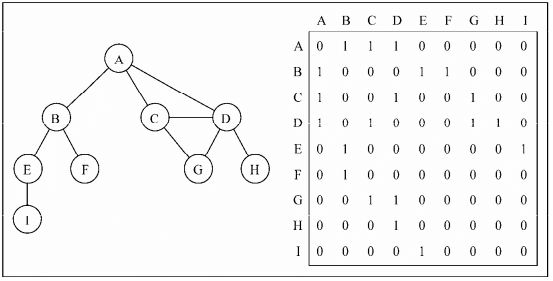 A
B
C
D
E
F
G
H
I
A B C D E F G H I
A 0 1 1 1 0 0 0 0 0
B 1 0 0 0 1 1 0 0 0
C 1 0 0 1 0 0 1 0 0
D 1 0 1 0 0 0 1 1 0
E 0 1 0 0 0 0 0 0 1
F 0 1 0 0 0 0 0 0 0
G 0 0 1 1 0 0 0 0 0
H 0 0 0 1 0 0 0 0 0
I 0 0 0 0 1 0 0 0 0